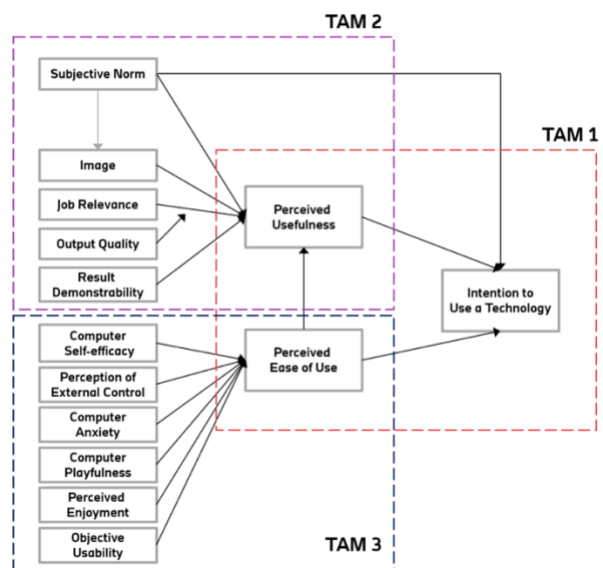 TAM 2
Subjective Norm
TAM 1
Image
Job Relevance
Output Quality
Result
Demonstrability
Perceived
Usefulness
Intention to
Use a Technology
Computer
Self-efficacy
Perception of
External Control
Computer
Anxiety
Computer
Playfulness
Perceived
Enjoyment
Objective
Usability
Perceived
Ease of Use
TAM 3